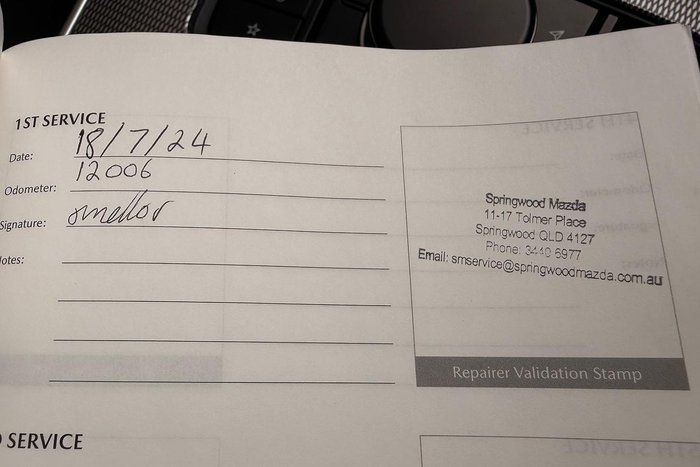 1ST SERVICE
Date: 18/7/24
Odometer: 12006
Signature: smellor
lotes:
Springwood Mazda
11-17 Tolmer Place
Springwood QLD 4127
Phone: 3440 6977
Email: smservice@springwoodmazda.com.au
Repairer Validation Stamp
SERVICE